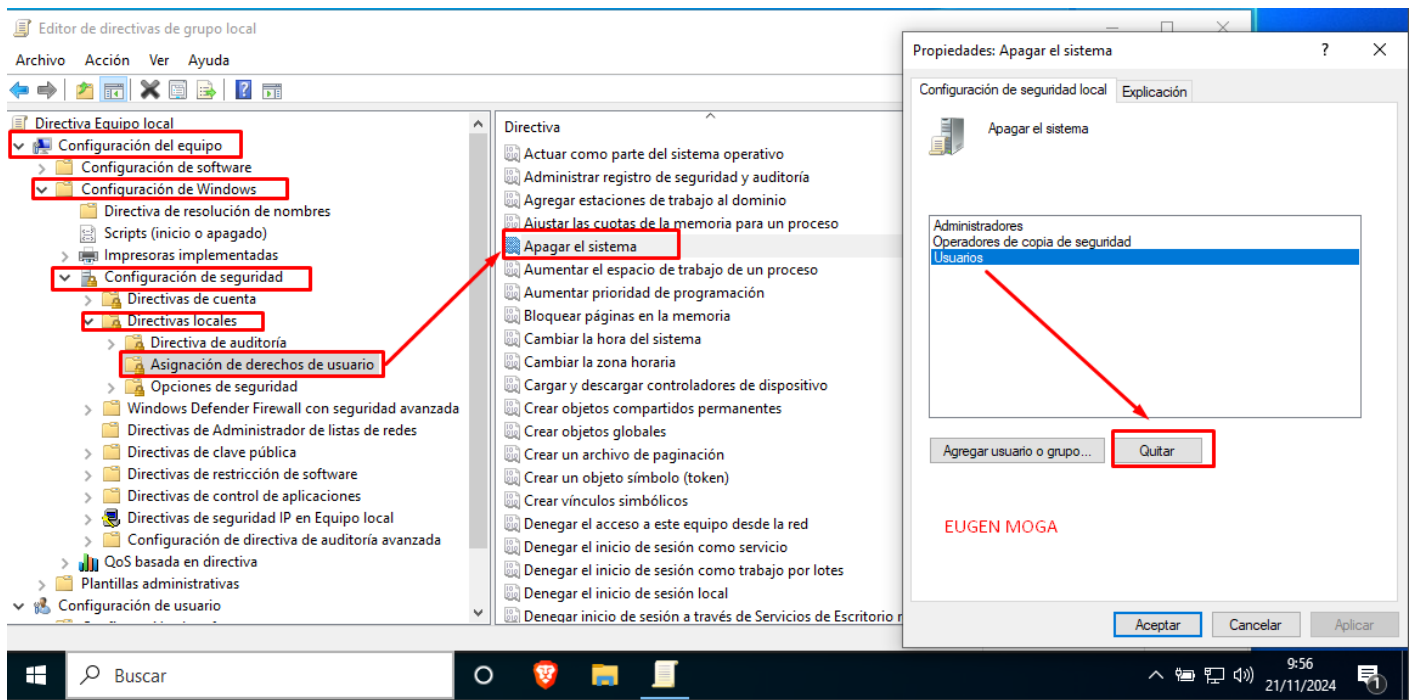 Editor de directivas de grupo local
Archivo Acción Ver Ayuda
Directiva Equipo local
Configuración del equipo
Configuración de software
Configuración de Windows
Directiva de resolución de nombres
Scripts (inicio o apagado)
Impresoras implementadas
Configuración de seguridad
Directivas de cuenta
Directivas locales
Directiva de auditoría
Asignación de derechos de usuario
Opciones de seguridad
Windows Defender Firewall con seguridad avanzada
Directivas de Administrador de listas de redes
Directivas de clave pública
Directivas de restricción de software
Directivas de control de aplicaciones
Directivas de seguridad IP en Equipo local
Configuración de directiva de auditoría avanzada
QoS basada en directiva
Plantillas administrativas
Configuración de usuario
Directiva
Actuar como parte del sistema operativo
Administrar registro de seguridad y auditoría
Agregar estaciones de trabajo al dominio
Ajustar las cuotas de la memoria para un proceso
Apagar el sistema
Aumentar el espacio de trabajo de un proceso
Aumentar prioridad de programación
Bloquear páginas en la memoria
Cambiar la hora del sistema
Cambiar la zona horaria
Cargar y descargar controladores de dispositivo
Crear objetos compartidos permanentes
Crear objetos globales
Crear un archivo de paginación
Crear un objeto símbolo (token)
Crear vínculos simbólicos
Denegar el acceso a este equipo desde la red
Denegar el inicio de sesión como servicio
Denegar el inicio de sesión como trabajo por lotes
Denegar el inicio de sesión local
Denegar inicio de sesión a través de Servicios de Escritorio
Propiedades: Apagar el sistema
Configuración de seguridad local Explicación
Apagar el sistema
Administradores
Operadores de copia de seguridad
Usuarios
Agregar usuario o grupo... Quitar
EUGEN MOGA
Aceptar Cancelar Aplicar
Buscar
9:56
21/11/2024
1